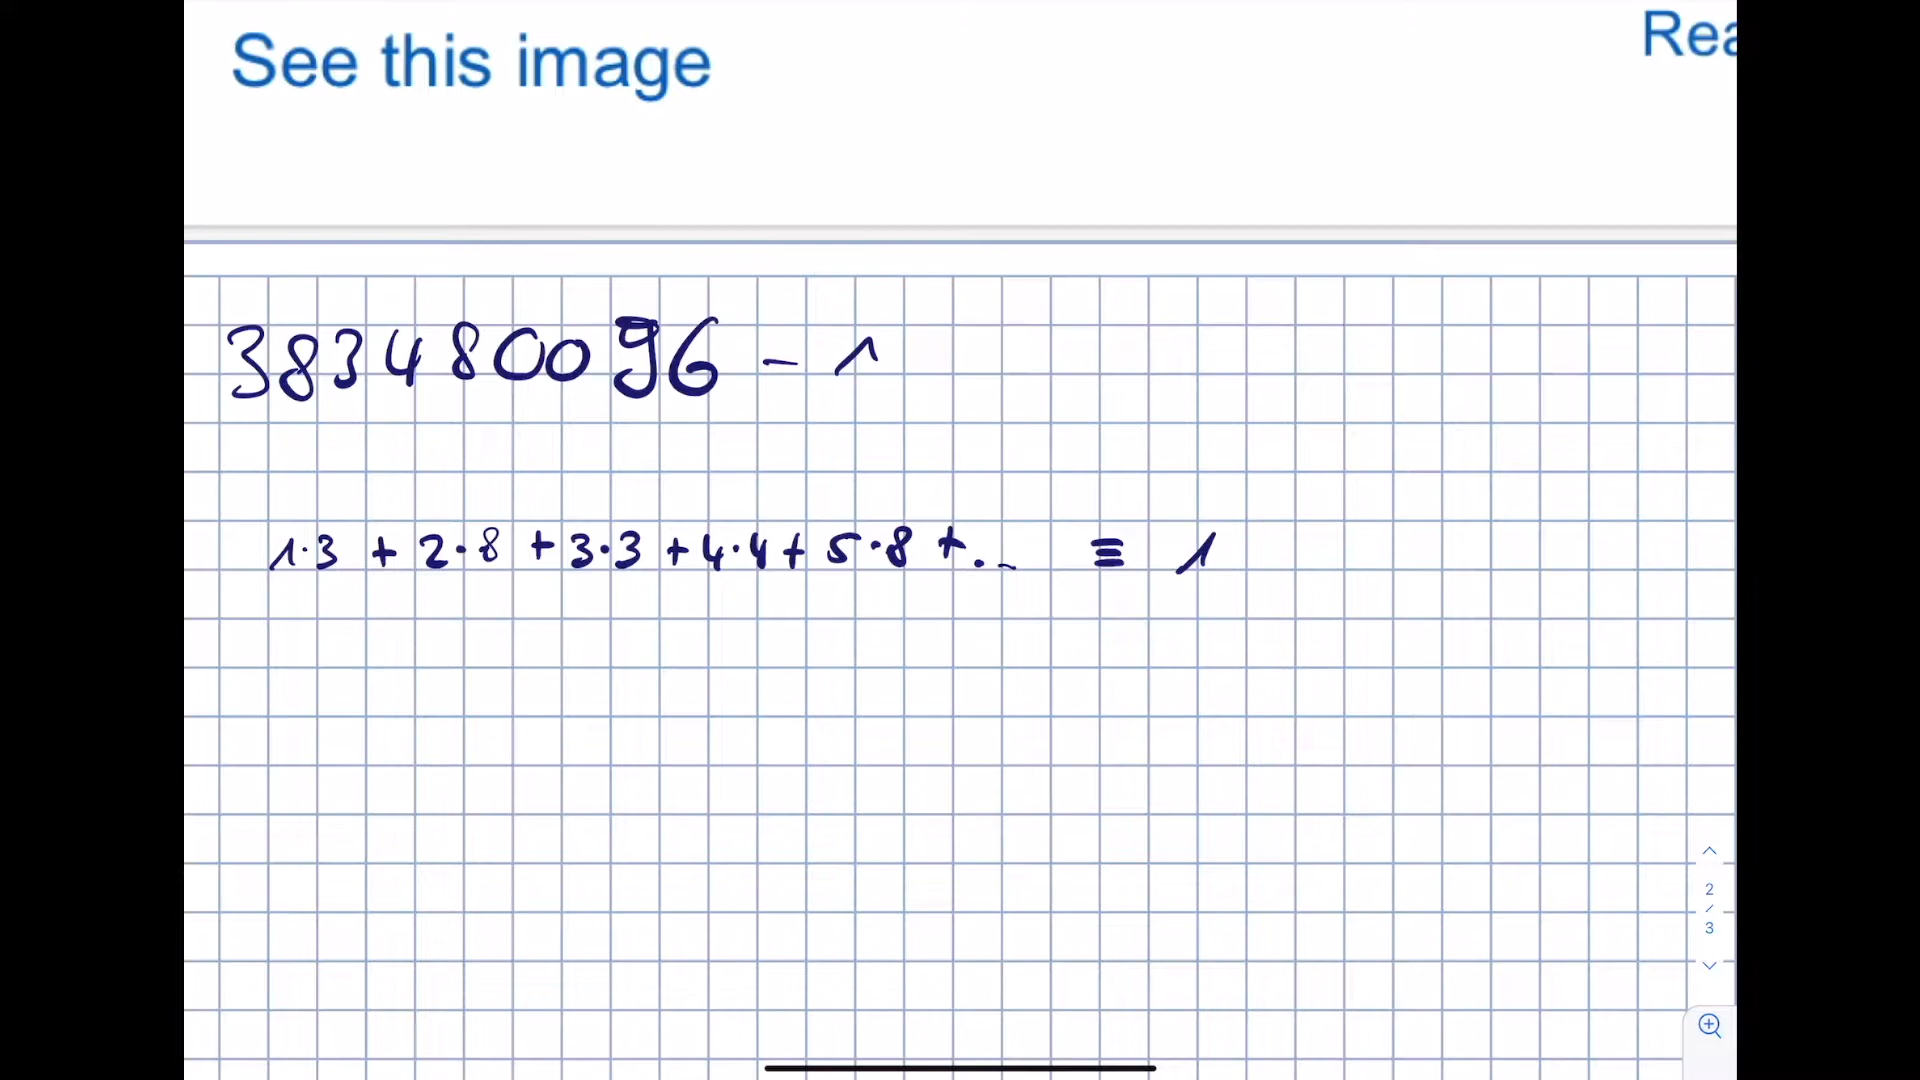 See this image
Rea
383480096 - 1
1·3 + 2·8 + 3·3 + 4·4 + 5·8 + ... ≡ 1
2
/
3